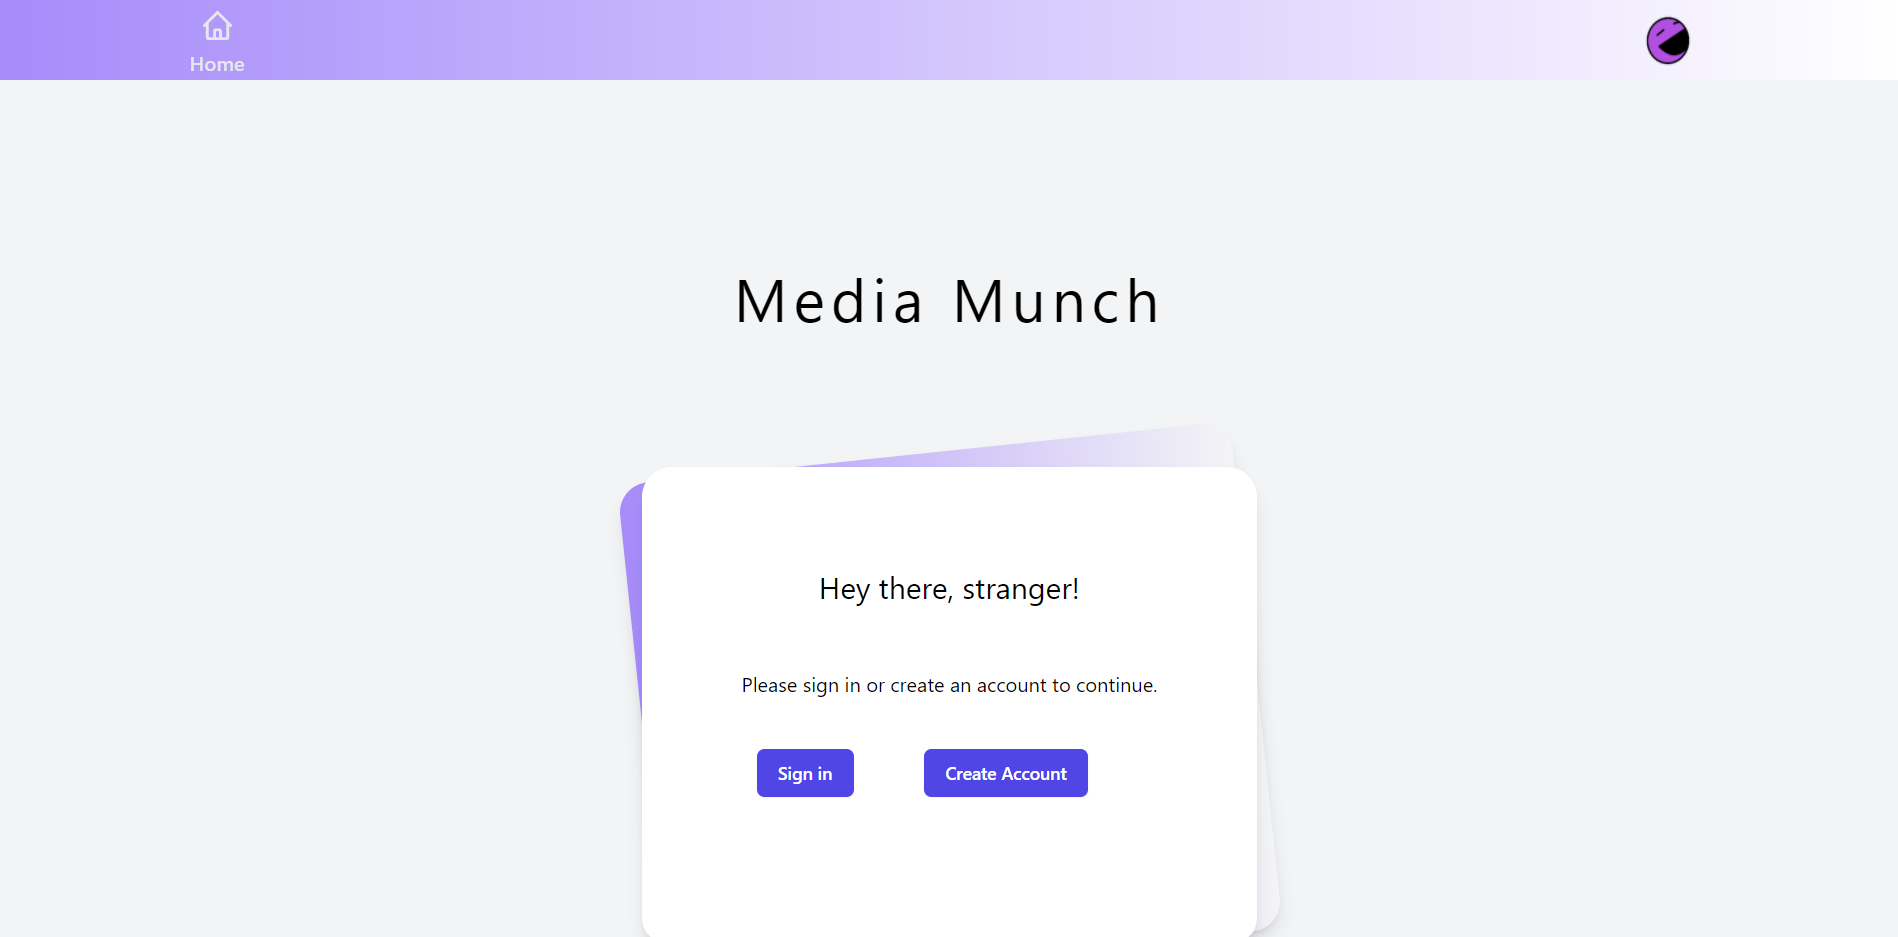 Home
Media Munch
Hey there, stranger!
Please sign in or create an account to continue.
Sign in
Create Account